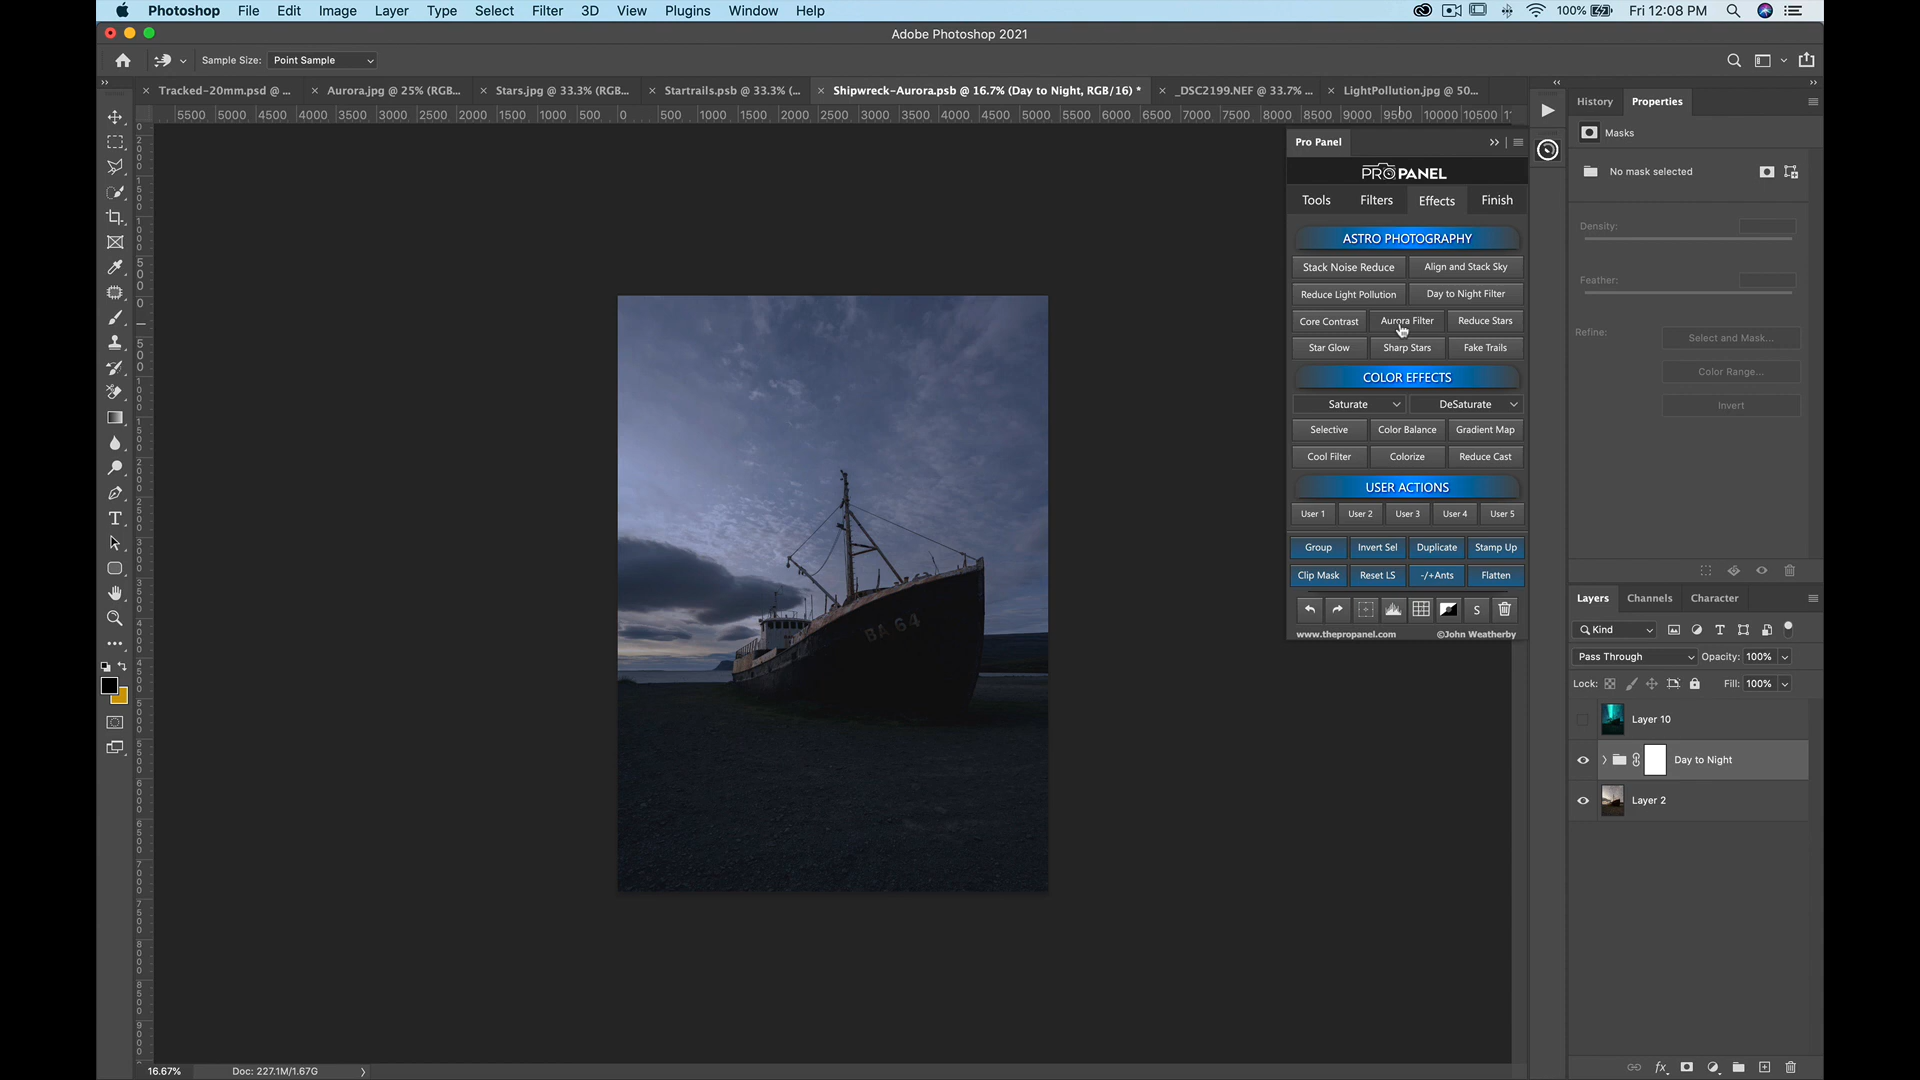 Photoshop File Edit Image Layer Type Select Filter 3D View Plugins Window Help 100% Fri 12:08 PM
Adobe Photoshop 2021
Sample Size: Point Sample
Tracked-20mm.psd @ ... Aurora.jpg @ 25% (RGB... Stars.jpg @ 33.3% (RGB... Startrails.psb @ 33.3% (... Shipwreck-Aurora.psb @ 16.7% (Day to Night, RGB/16) * _DSC2199.NEF @ 33.7% ... LightPollution.jpg @ 50...
5500 5000 4500 4000 3500 3000 2500 2000 1500 1000 500 0 500 1000 1500 2000 2500 3000 3500 4000 4500 5000 5500 6000 6500 7000 7500 8000 8500 9000 9500 10000 10500
History Properties
Masks
No mask selected
Density:
Feather:
Refine:
Select and Mask...
Color Range...
Invert
Pro Panel
PROPANEL
Tools Filters Effects Finish
ASTRO PHOTOGRAPHY
Stack Noise Reduce Align and Stack Sky
Reduce Light Pollution Day to Night Filter
Core Contrast Aurora Filter Reduce Stars
Star Glow Sharp Stars Fake Trails
COLOR EFFECTS
Saturate DeSaturate
Selective Color Balance Gradient Map
Cool Filter Colorize Reduce Cast
USER ACTIONS
User 1 User 2 User 3 User 4 User 5
Group Invert Sel Duplicate Stamp Up
Clip Mask Reset LS -/+Ants Flatten
S
www.thepropanel.com ©John Weatherby
BA 64
Layers Channels Character
Kind
Pass Through Opacity: 100%
Lock: Fill: 100%
Layer 10
Day to Night
Layer 2
fx
16.67% Doc: 227.1M/1.67G